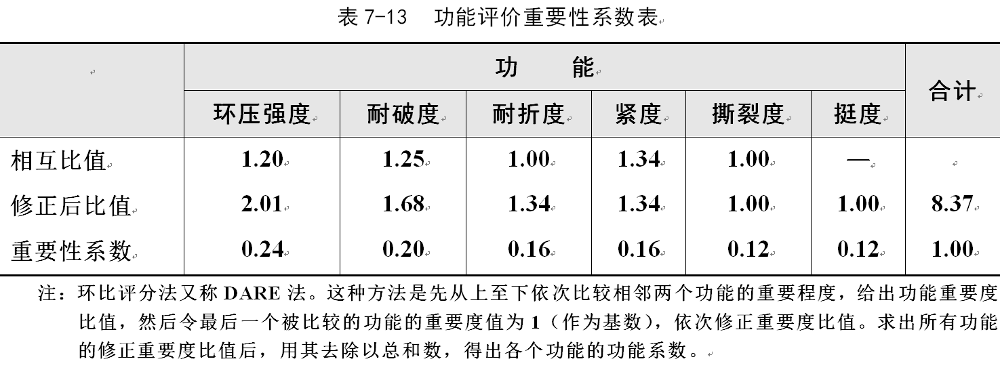 表 7-13 功能评价重要性系数表
功 能 合计
环压强度 耐破度 耐折度 紧度 撕裂度 挺度
相互比值 1.20 1.25 1.00 1.34 1.00 —
修正后比值 2.01 1.68 1.34 1.34 1.00 1.00 8.37
重要性系数 0.24 0.20 0.16 0.16 0.12 0.12 1.00
注：环比评分法又称 DARE 法。这种方法是先从上至下依次比较相邻两个功能的重要程度，给出功能重要度
比值，然后令最后一个被比较的功能的重要度值为 1（作为基数），依次修正重要度比值。求出所有功能
的修正重要度比值后，用其去除以总和数，得出各个功能的功能系数。